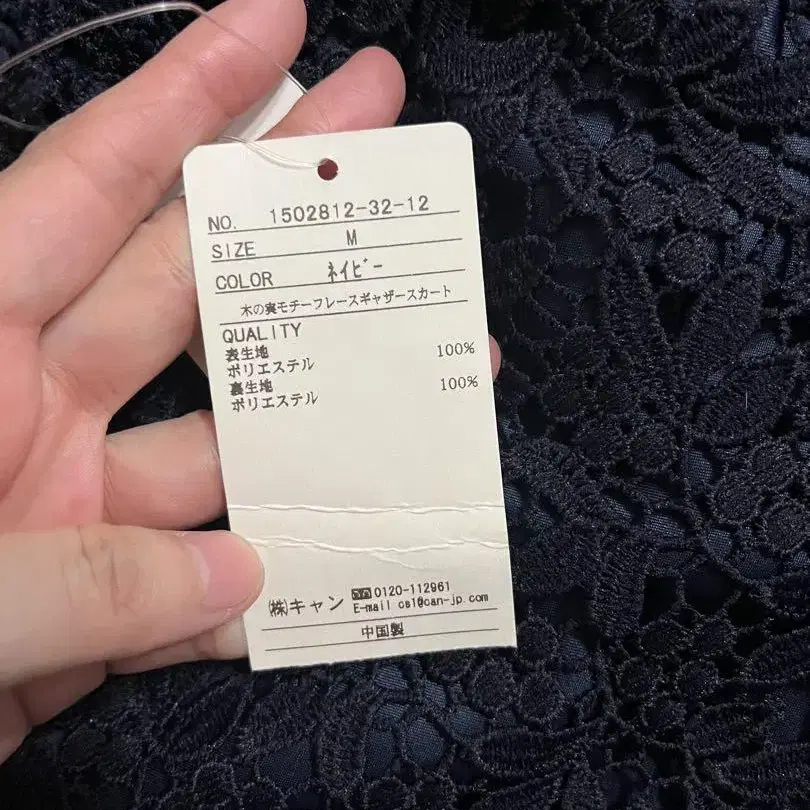 NO. 1502812-32-12
SIZE M
COLOR ネイビー
木の実モチーフレースギャザースカート
QUALITY
表生地
ポリエステル 100%
裏生地
ポリエステル 100%
㈱キャン 0120-112961
E-mail cs1@can-jp.com
中国製